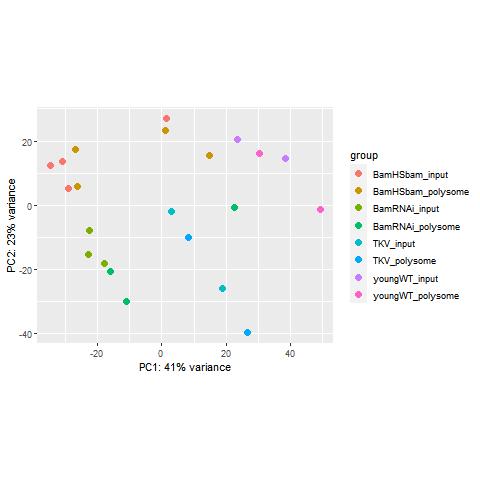 20
0
-20
-40
PC2: 23% variance
-20
0
20
40
PC1: 41% variance
group
BamHSbam_input
BamHSbam_polysome
BamRNAi_input
BamRNAi_polysome
TKV_input
TKV_polysome
youngWT_input
youngWT_polysome